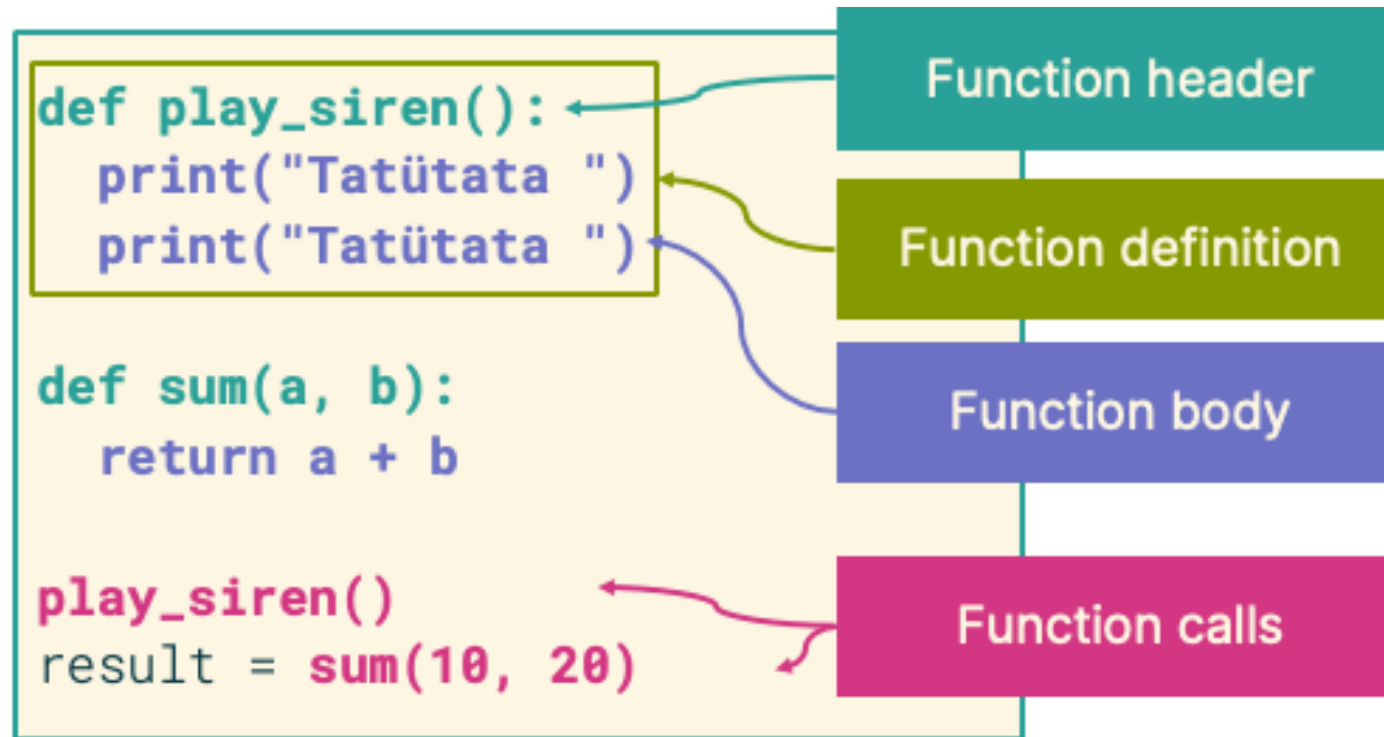 def play_siren():
  print("Tatütata ")
  print("Tatütata ")
def sum(a, b):
  return a + b
play_siren()
result = sum(10, 20)
Function header
Function definition
Function body
Function calls